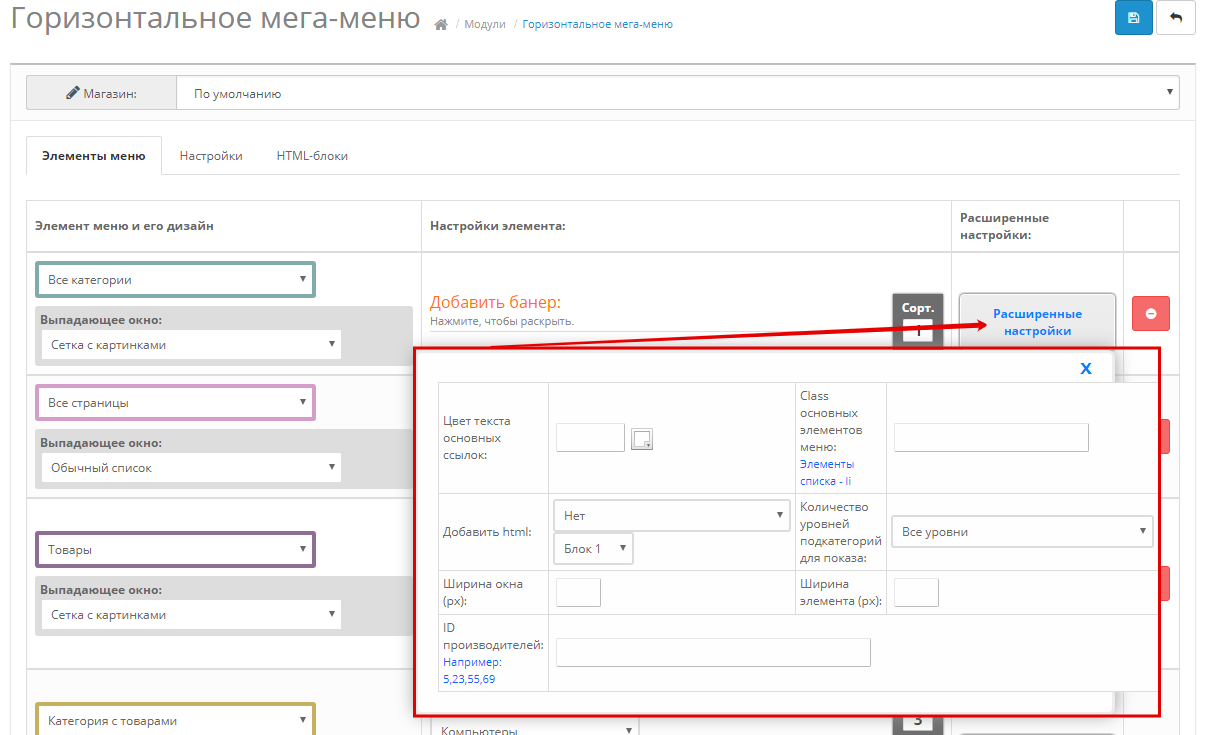 Горизонтальное мега-меню / Модули / Горизонтальное мега-меню
Магазин: По умолчанию
Элементы меню Настройки HTML-блоки
Элемент меню и его дизайн
Настройки элемента:
Расширенные
настройки:
Все категории
Выпадающее окно:
Сетка с картинками
Добавить банер:
Нажмите, чтобы раскрыть.
Сорт.
1
Расширенные
настройки
Все страницы
Выпадающее окно:
Обычный список
Товары
Выпадающее окно:
Сетка с картинками
Категория с товарами
X
Цвет текста
основных
ссылок:
Class
основных
элементов
меню:
Элементы
списка - li
Добавить html:
Нет
Блок 1
Количество
уровней
подкатегорий
для показа:
Все уровни
Ширина окна
(px):
Ширина
элемента (px):
ID
производителей:
Например:
5,23,55,69
Компьютеры
3